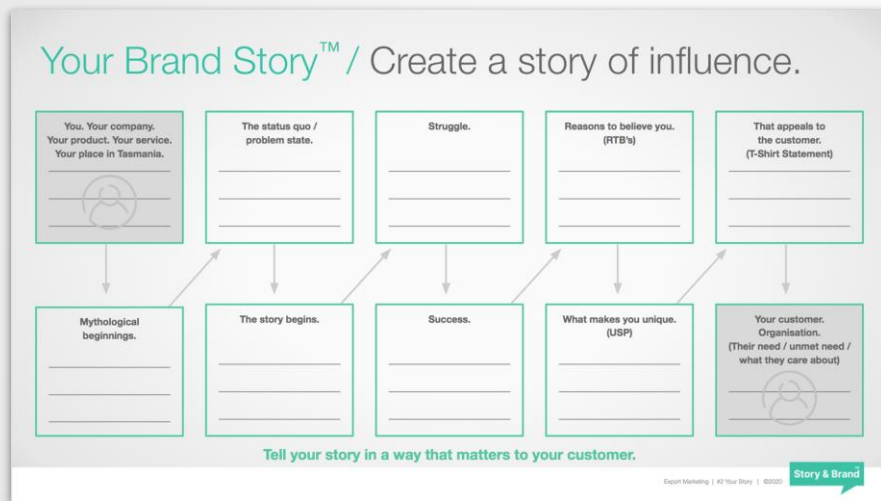 Your Brand Story™ / Create a story of influence.
You. Your company.
Your product. Your service.
Your place in Tasmania.
Mythological
beginnings.
The status quo /
problem state.
The story begins.
Struggle.
Success.
Reasons to believe you.
(RTB's)
What makes you unique.
(USP)
That appeals to
the customer.
(T-Shirt Statement)
Your customer.
Organisation.
(Their need / unmet need /
what they care about)
Tell your story in a way that matters to your customer.
Export Marketing | #2 Your Story | ©2020
Story & Brand™